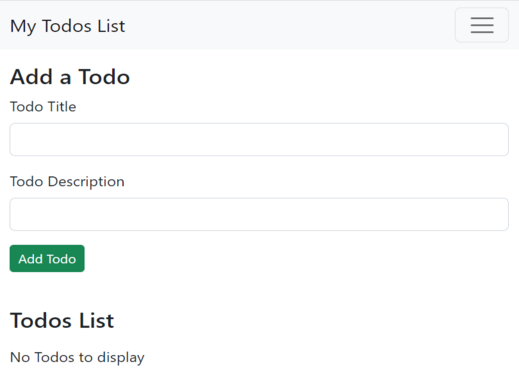 My Todos List
Add a Todo
Todo Title
Todo Description
Add Todo
Todos List
No Todos to display